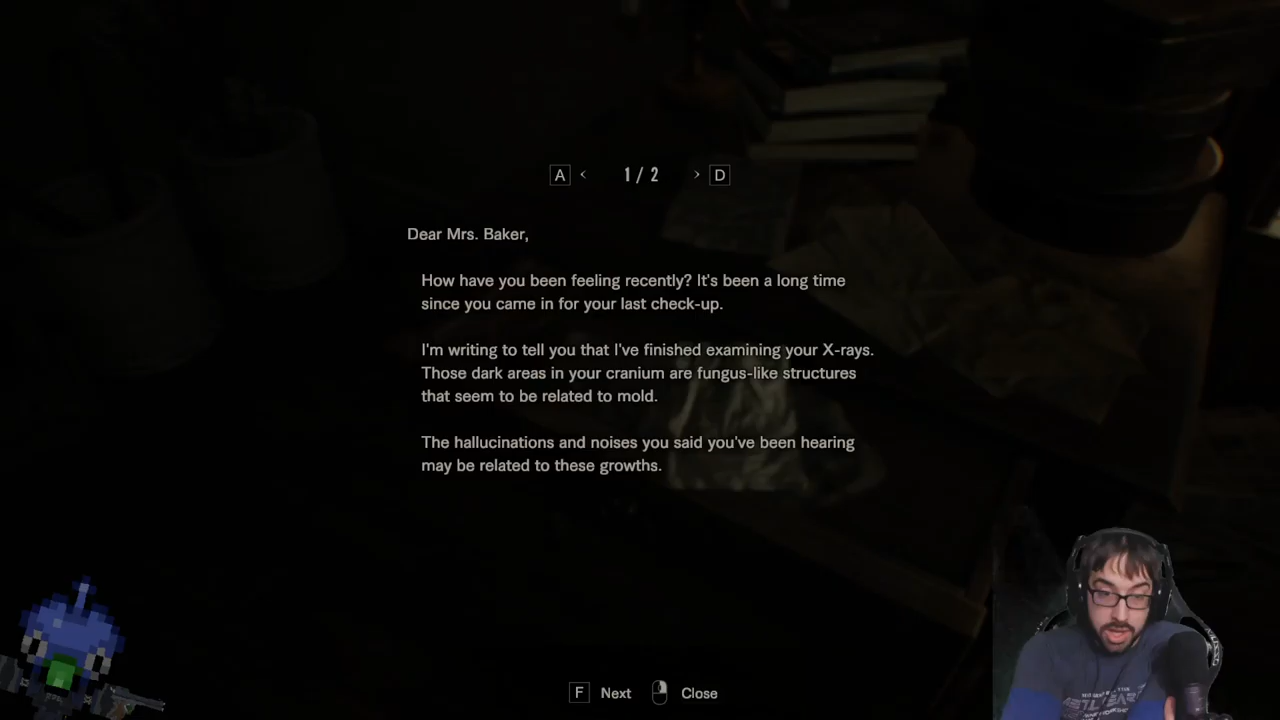 A < 1 / 2 > D
Dear Mrs. Baker,
How have you been feeling recently? It's been a long time
since you came in for your last check-up.
I'm writing to tell you that I've finished examining your X-rays.
Those dark areas in your cranium are fungus-like structures
that seem to be related to mold.
The hallucinations and noises you said you've been hearing
may be related to these growths.
F Next Close